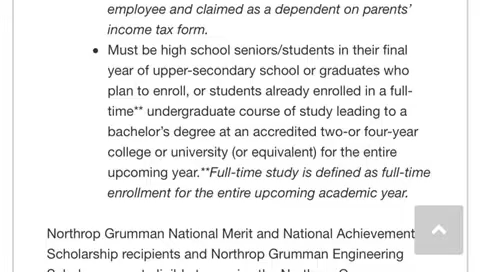 employee and claimed as a dependent on parents'
income tax form.
• Must be high school seniors/students in their final
year of upper-secondary school or graduates who
plan to enroll, or students already enrolled in a full-
time** undergraduate course of study leading to a
bachelor's degree at an accredited two-or four-year
college or university (or equivalent) for the entire
upcoming year.**Full-time study is defined as full-time
enrollment for the entire upcoming academic year.
Northrop Grumman National Merit and National Achievement
Scholarship recipients and Northrop Grumman Engineering